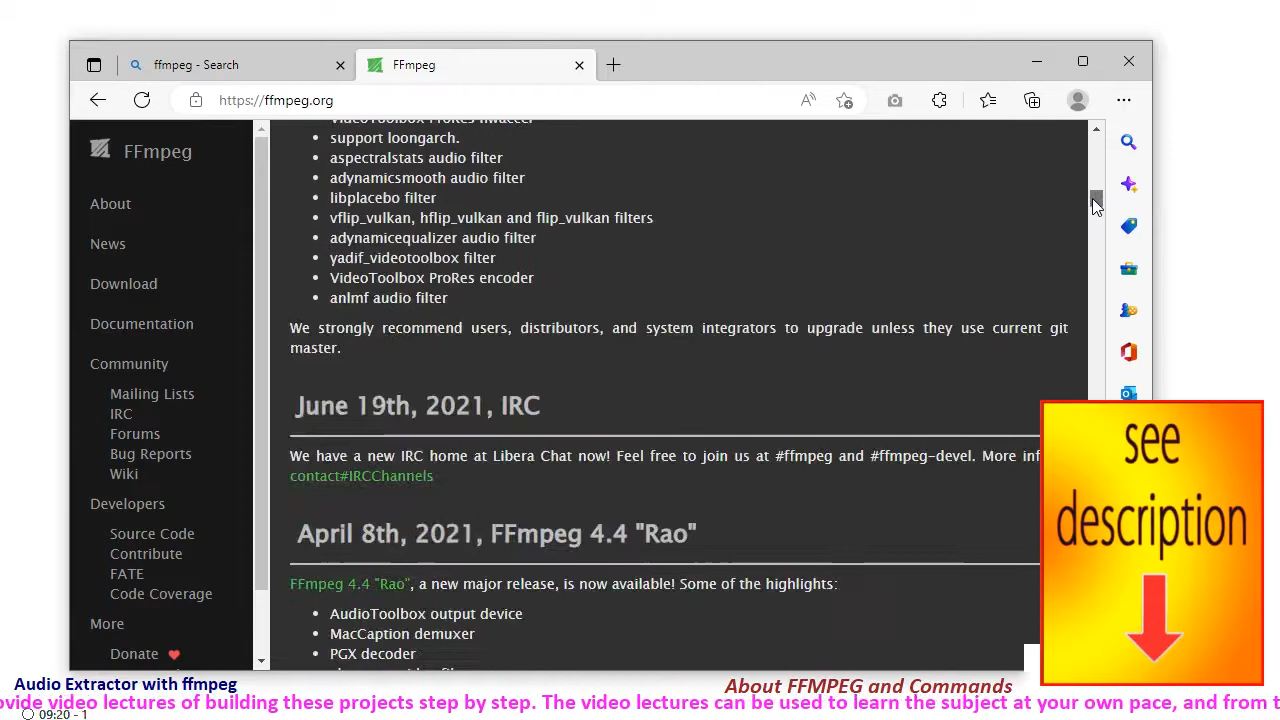 ffmpeg - Search
FFmpeg
https://ffmpeg.org
FFmpeg
About
News
Download
Documentation
Community
Mailing Lists
IRC
Forums
Bug Reports
Wiki
Developers
Source Code
Contribute
FATE
Code Coverage
More
Donate
VideoToolbox ProRes hwaccel
support loongarch.
aspectralstats audio filter
adynamicsmooth audio filter
libplacebo filter
vflip_vulkan, hflip_vulkan and flip_vulkan filters
adynamicequalizer audio filter
yadif_videotoolbox filter
VideoToolbox ProRes encoder
anlmf audio filter
We strongly recommend users, distributors, and system integrators to upgrade unless they use current git
master.
June 19th, 2021, IRC
We have a new IRC home at Libera Chat now! Feel free to join us at #ffmpeg and #ffmpeg-devel. More inf
contact#IRCChannels
April 8th, 2021, FFmpeg 4.4 "Rao"
FFmpeg 4.4 "Rao", a new major release, is now available! Some of the highlights:
AudioToolbox output device
MacCaption demuxer
PGX decoder
see
description
Audio Extractor with ffmpeg
About FFMPEG and Commands
ovide video lectures of building these projects step by step. The video lectures can be used to learn the subject at your own pace, and from t
09:20 - 1